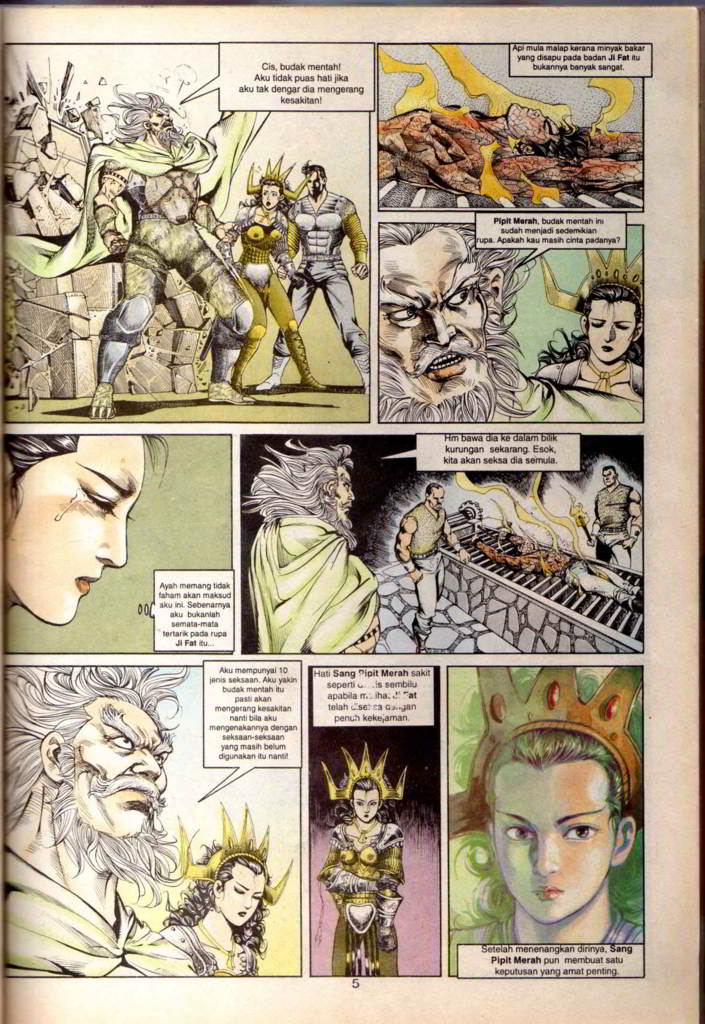 Cis, budak mentah!
Aku tidak puas hati jika
aku tak dengar dia mengerang
kesakitan!
Api mula malap kerana minyak bakar
yang disapu pada badan Ji Fat itu
bukannya banyak sangat.
Pipit Merah, budak mentah ini
sudah menjadi sedemikian
rupa. Apakah kau masih cinta padanya?
Ayah memang tidak
faham akan maksud
aku ini. Sebenarnya
aku bukanlah
semata-mata
tertarik pada rupa
Ji Fat itu...
Hm bawa dia ke dalam bilik
kurungan sekarang. Esok,
kita akan seksa dia semula.
Aku mempunyai 10
jenis seksaan. Aku yakin
budak mentah itu
pasti akan
mengerang kesakitan
nanti bila aku
mengenakannya dengan
seksaan-seksaan
yang masih belum
digunakan itu nanti!
Hati Sang Pipit Merah sakit
seperti sembilu
apabila Fat
telah dengan
penuh kekejaman.
Setelah menenangkan dirinya, Sang
Pipit Merah pun membuat satu
keputusan yang amat penting.
5